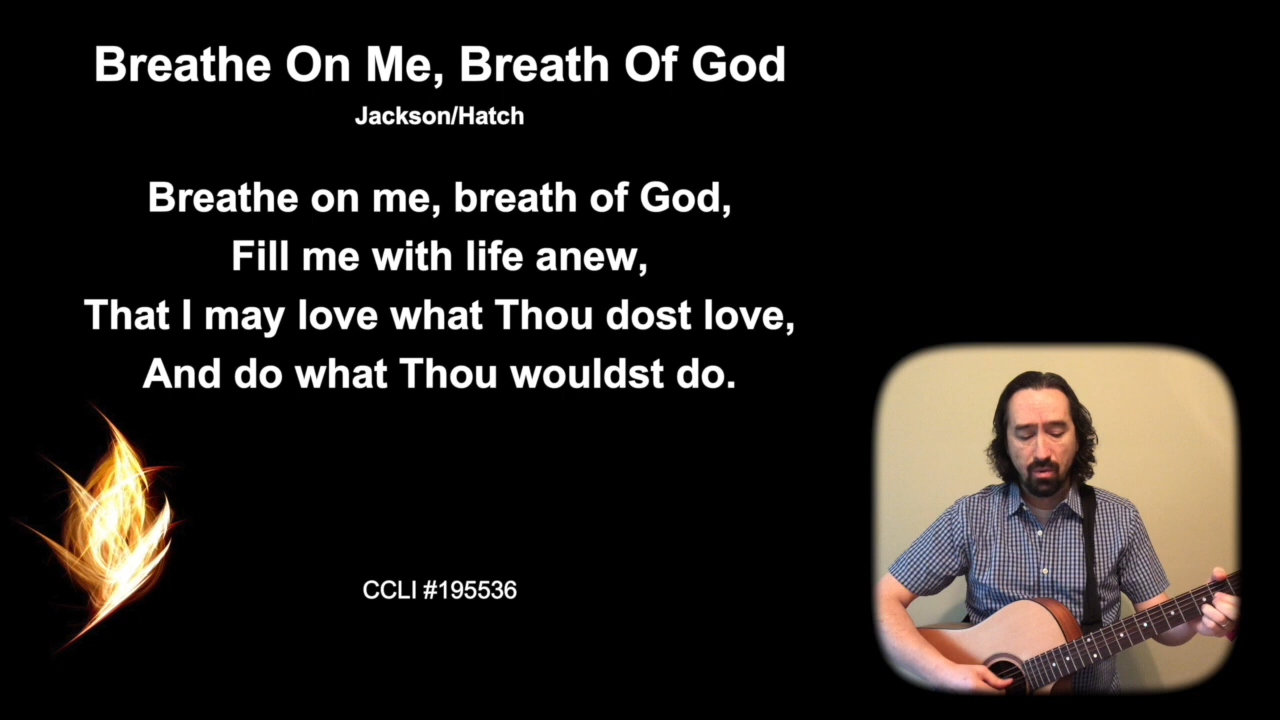 Breathe On Me, Breath Of God
Jackson/Hatch
Breathe on me, breath of God,
Fill me with life anew,
That I may love what Thou dost love,
And do what Thou wouldst do.
CCLI #195536